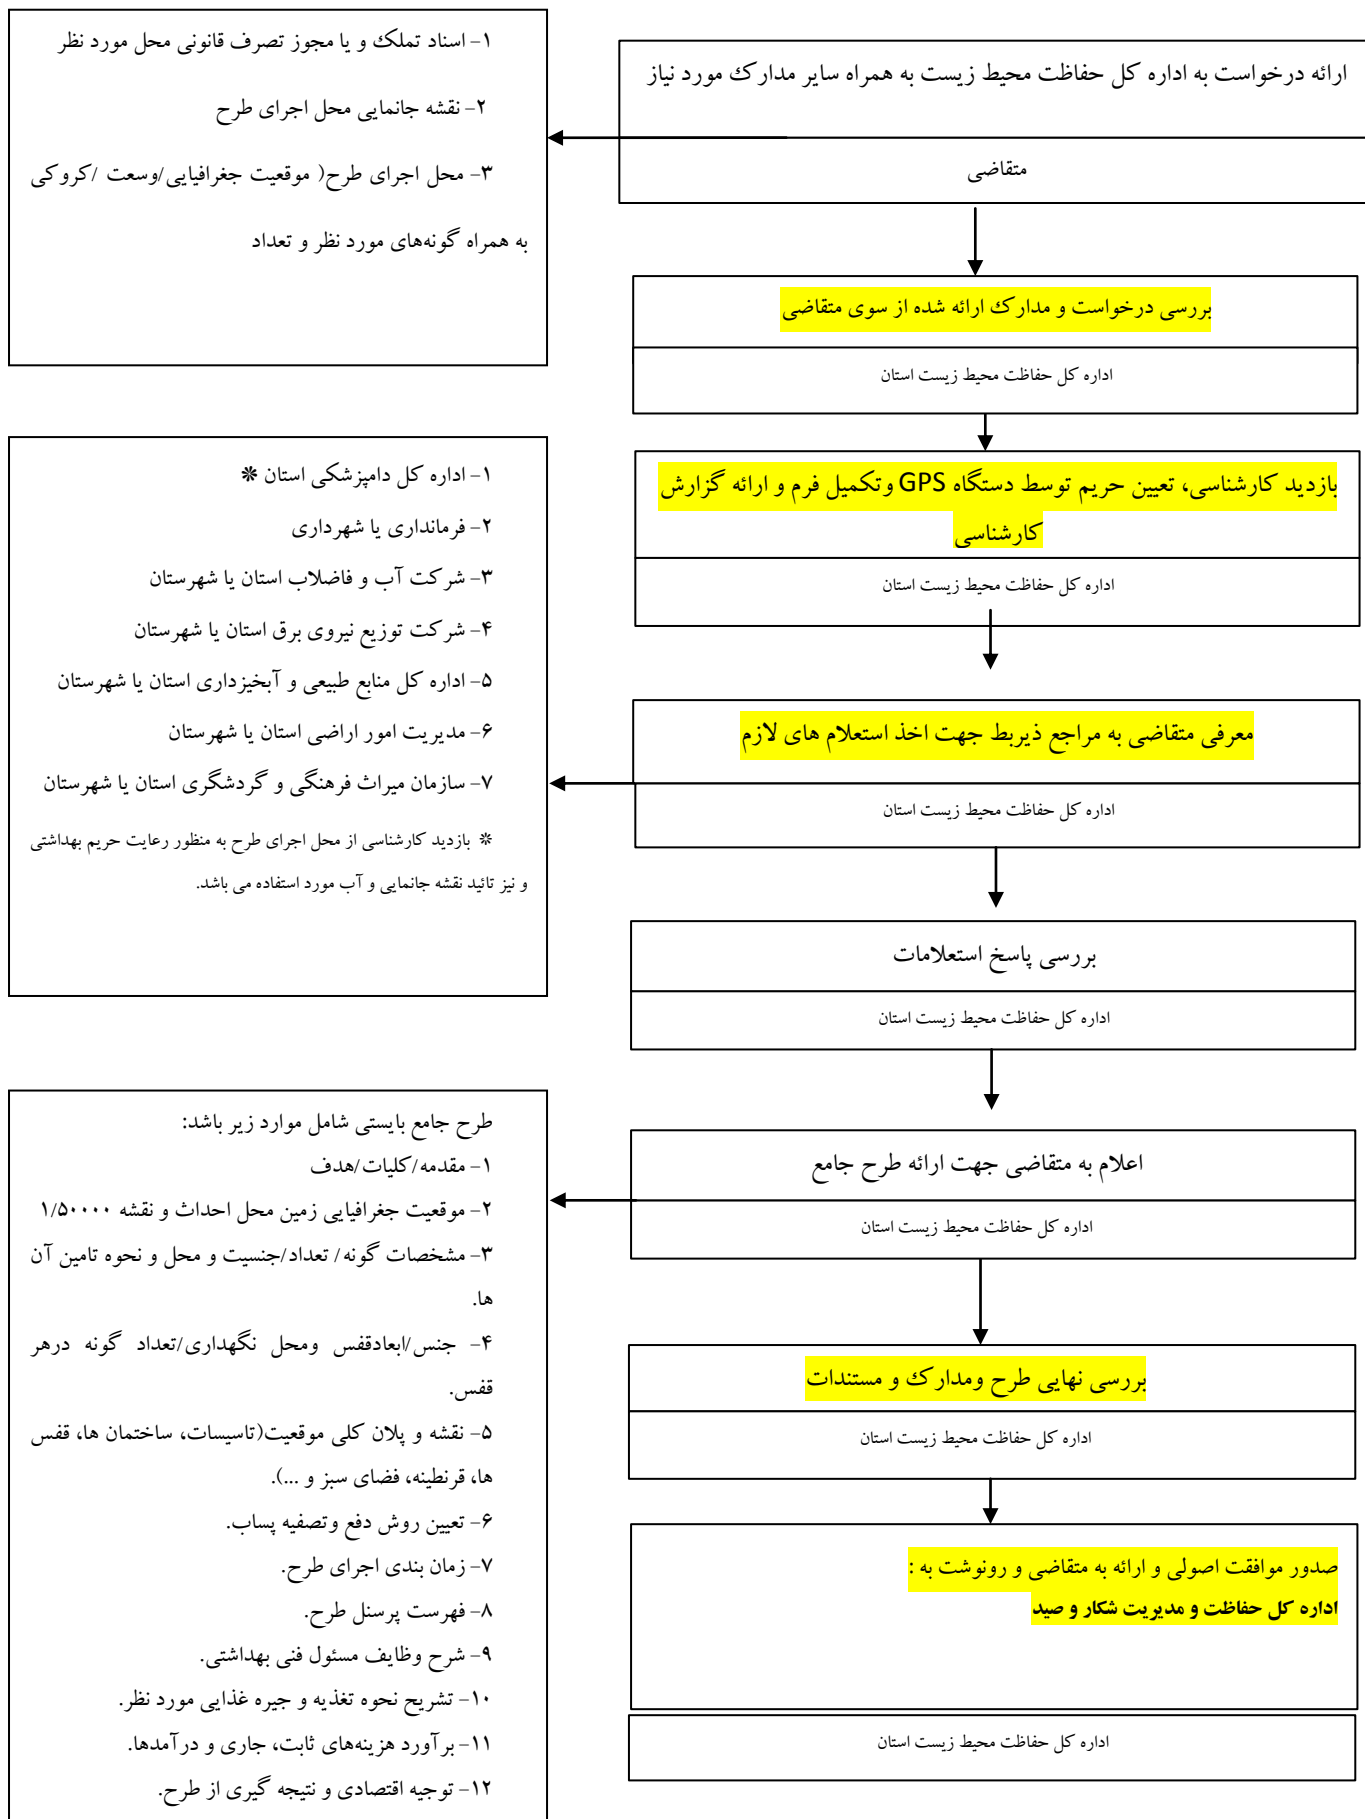 ارائه درخواست به اداره کل حفاظت محیط زیست به همراه سایر مدارک مورد نیاز
متقاضی
۱- اسناد تملک و یا مجوز تصرف قانونی محل مورد نظر
۲- نقشه جانمایی محل اجرای طرح
۳- محل اجرای طرح( موقعیت جغرافیایی/وسعت /کروکی
به همراه گونه‌های مورد نظر و تعداد
بررسی درخواست و مدارک ارائه شده از سوی متقاضی
اداره کل حفاظت محیط زیست استان
بازدید کارشناسی، تعیین حریم توسط دستگاه GPS وتکمیل فرم و ارائه گزارش
کارشناسی
اداره کل حفاظت محیط زیست استان
معرفی متقاضی به مراجع ذیربط جهت اخذ استعلام های لازم
اداره کل حفاظت محیط زیست استان
۱- اداره کل دامپزشکی استان *
۲- فرمانداری یا شهرداری
۳- شرکت آب و فاضلاب استان یا شهرستان
۴- شرکت توزیع نیروی برق استان یا شهرستان
۵- اداره کل منابع طبیعی و آبخیزداری استان یا شهرستان
۶- مدیریت امور اراضی استان یا شهرستان
۷- سازمان میراث فرهنگی و گردشگری استان یا شهرستان
* بازدید کارشناسی از محل اجرای طرح به منظور رعایت حریم بهداشتی
و نیز تائید نقشه جانمایی و آب مورد استفاده می باشد.
بررسی پاسخ استعلامات
اداره کل حفاظت محیط زیست استان
اعلام به متقاضی جهت ارائه طرح جامع
اداره کل حفاظت محیط زیست استان
طرح جامع بایستی شامل موارد زیر باشد:
۱- مقدمه/کلیات/هدف
۲- موقعیت جغرافیایی زمین محل احداث و نقشه ۱/۵۰۰۰۰
۳- مشخصات گونه/ تعداد/جنسیت و محل و نحوه تامین آن
ها.
۴- جنس/ابعادقفس ومحل نگهداری/تعداد گونه درهر
قفس.
۵- نقشه و پلان کلی موقعیت(تاسیسات، ساختمان ها، قفس
ها، قرنطینه، فضای سبز و ...).
۶- تعیین روش دفع وتصفیه پساب.
۷- زمان بندی اجرای طرح.
۸- فهرست پرسنل طرح.
۹- شرح وظایف مسئول فنی بهداشتی.
۱۰- تشریح نحوه تغذیه و جیره غذایی مورد نظر.
۱۱- برآورد هزینه‌های ثابت، جاری و درآمدها.
۱۲- توجیه اقتصادی و نتیجه گیری از طرح.
بررسی نهایی طرح ومدارک و مستندات
اداره کل حفاظت محیط زیست استان
صدور موافقت اصولی و ارائه به متقاضی و رونوشت به :
اداره کل حفاظت و مدیریت شکار و صید
اداره کل حفاظت محیط زیست استان